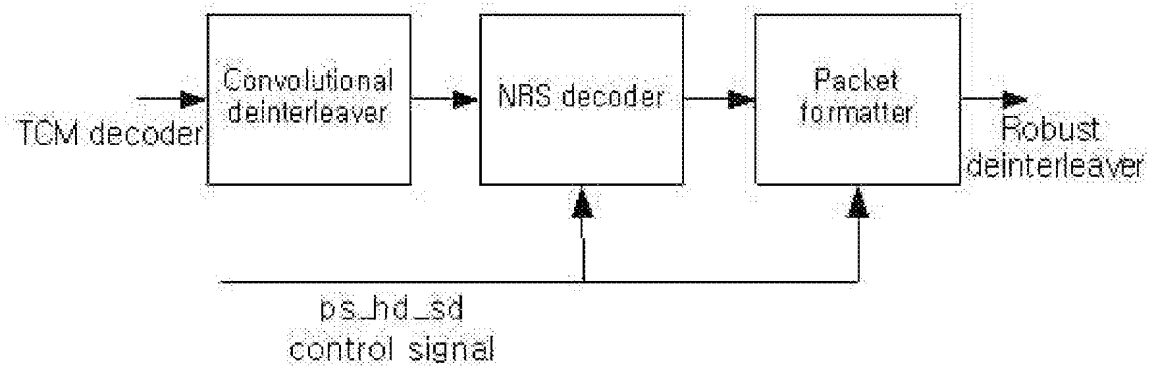 Convolutional
deinterleaver
NRS decoder
Packet
formatter
TCM decoder
Robust
deinterleaver
ps_hd_sd
control signal